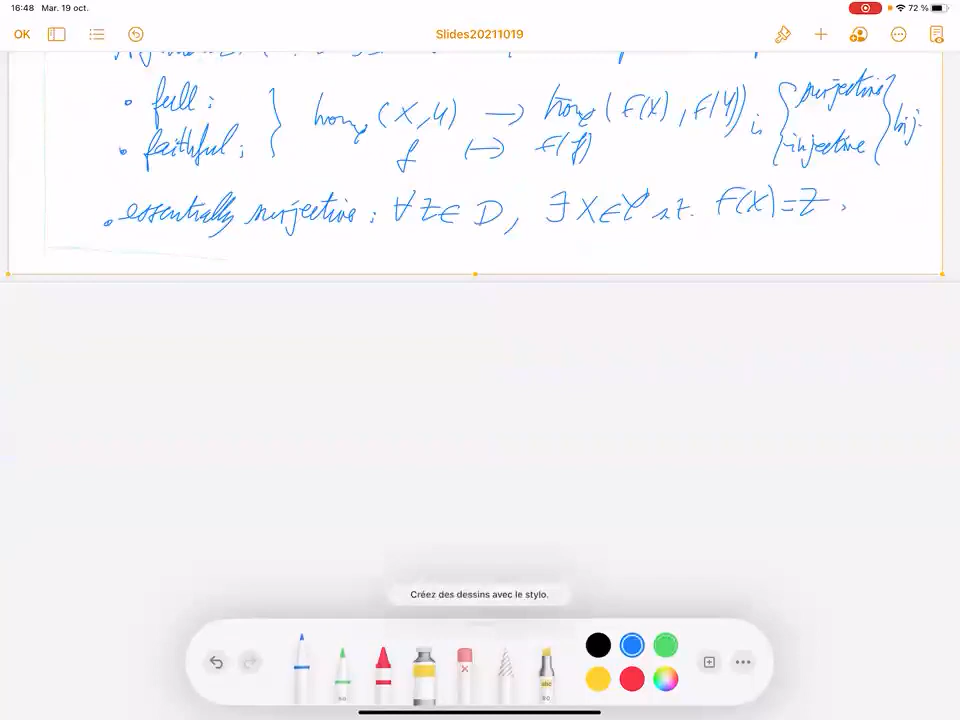 16:48 Mar. 19 oct. 72 %
OK Slides20211019
• full : } hom (X, Y) → hom (F(X), F(Y)) is { surjective } bij.
• faithful : f ↦ F(f) injective
• essentially surjective : ∀ Z ∈ D, ∃ X ∈ C st. F(X) = Z .
Créez des dessins avec le stylo.